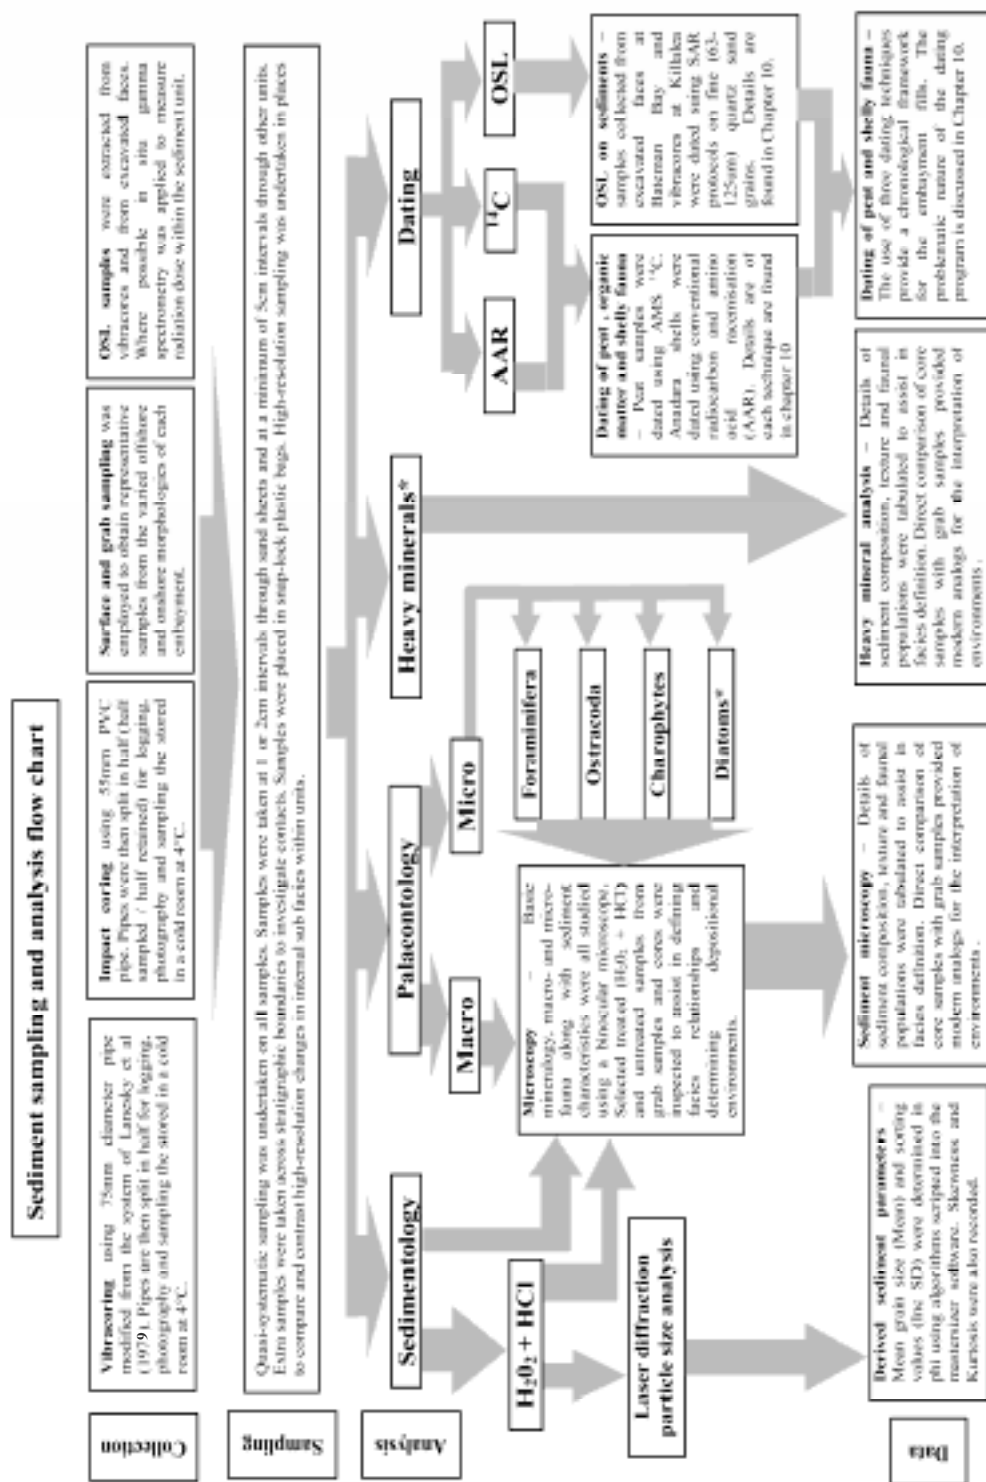 Sediment sampling and analysis flow chart
Collection
Vibracoring using 75mm diameter pipe
modified from the system of Lanesky et al
(1979). Pipes are then split in half for logging,
photography and sampling the stored in a cold
room at 4°C.
Impact coring using 55mm PVC
pipe. Pipes were then split in half (half
sampled / half retained) for logging,
photography and sampling the stored
in a cold room at 4°C.
Surface and grab sampling was
employed to obtain representative
samples from the varied offshore
and onshore morphologies of each
embayment.
OSL samples were extracted from
vibracores and from excavated faces.
Where possible in situ gamma
spectrometry was applied to measure
radiation dose within the sediment unit.
Sampling
Quasi-systematic sampling was undertaken on all samples. Samples were taken at 1 or 2cm intervals through sand sheets and at a minimum of 5cm intervals through other units.
Extra samples were taken across stratigraphic boundaries to investigate contacts. Samples were placed in snap-lock plastic bags. High-resolution sampling was undertaken in places
to compare and contrast high-resolution changes in internal sub facies within units.
Analysis
Sedimentology
Palaeontology
Heavy minerals*
Dating
Macro
Micro
AAR
14C
OSL
H202 + HCl
Laser diffraction
particle size analysis
Microscopy – Basic
mineralogy, macro- and micro-
fauna along with sediment
characteristics were all studied
using a binocular microscope.
Selected treated (H202 + HCl)
and untreated samples from
grab samples and cores were
inspected to assist in defining
facies relationships and
determining depositional
environments.
Foraminifera
Ostracoda
Charophytes
Diatoms*
Dating of peat , organic
matter and shelly fauna
– Peat samples were
dated using AMS 14C.
Anadara shells were
dated using conventional
radiocarbon and amino
acid racemisation
(AAR). Details are of
each technique are found
in chapter 10
OSL on sediments –
samples collected from
excavated faces at
Bateman Bay and
vibracores at Killalea
were dated using SAR
protocols on fine (63-
125um) quartz sand
grains. Details are
found in Chapter 10.
Data
Derived sediment parameters –
Mean grain size (Mean) and sorting
values (Inc SD) were determined in
phi using algorithms scripted into the
mastersizer software. Skewness and
Kurtosis were also recorded.
Sediment microscopy – Details of
sediment composition, texture and faunal
populations were tabulated to assist in
facies definition. Direct comparison of
core samples with grab samples provided
modern analogs for the interpretation of
environments .
Heavy mineral analysis – Details of
sediment composition, texture and faunal
populations were tabulated to assist in
facies definition. Direct comparison of core
samples with grab samples provided
modern analogs for the interpretation of
environments .
Dating of peat and shelly fauna –
The use of three dating techniques
provide a chronological framework
for the embayment fills. The
problematic nature of the dating
program is discussed in Chapter 10.